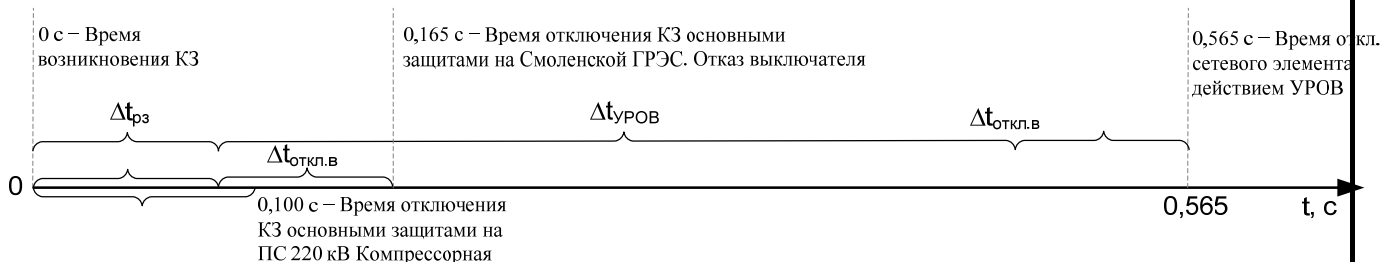 0 с – Время
возникновения КЗ
0,165 с – Время отключения КЗ основными
защитами на Смоленской ГРЭС. Отказ выключателя
0,565 с – Время откл.
сетевого элемента
действием УРОВ
Δtрз
ΔtУРОВ
Δtоткл.в
Δtоткл.в
0
0,100 с – Время отключения
КЗ основными защитами на
ПС 220 кВ Компрессорная
0,565
t, с